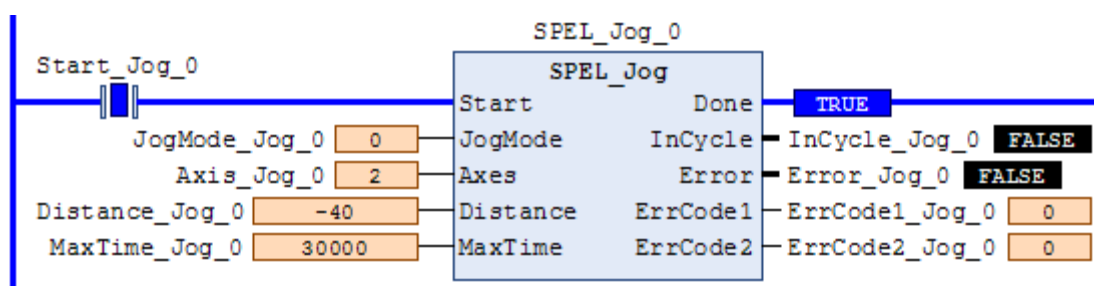 SPEL_Jog_0
Start_Jog_0
SPEL_Jog
Start Done TRUE
JogMode_Jog_0 0 JogMode InCycle InCycle_Jog_0 FALSE
Axis_Jog_0 2 Axes Error Error_Jog_0 FALSE
Distance_Jog_0 -40 Distance ErrCode1 ErrCode1_Jog_0 0
MaxTime_Jog_0 30000 MaxTime ErrCode2 ErrCode2_Jog_0 0